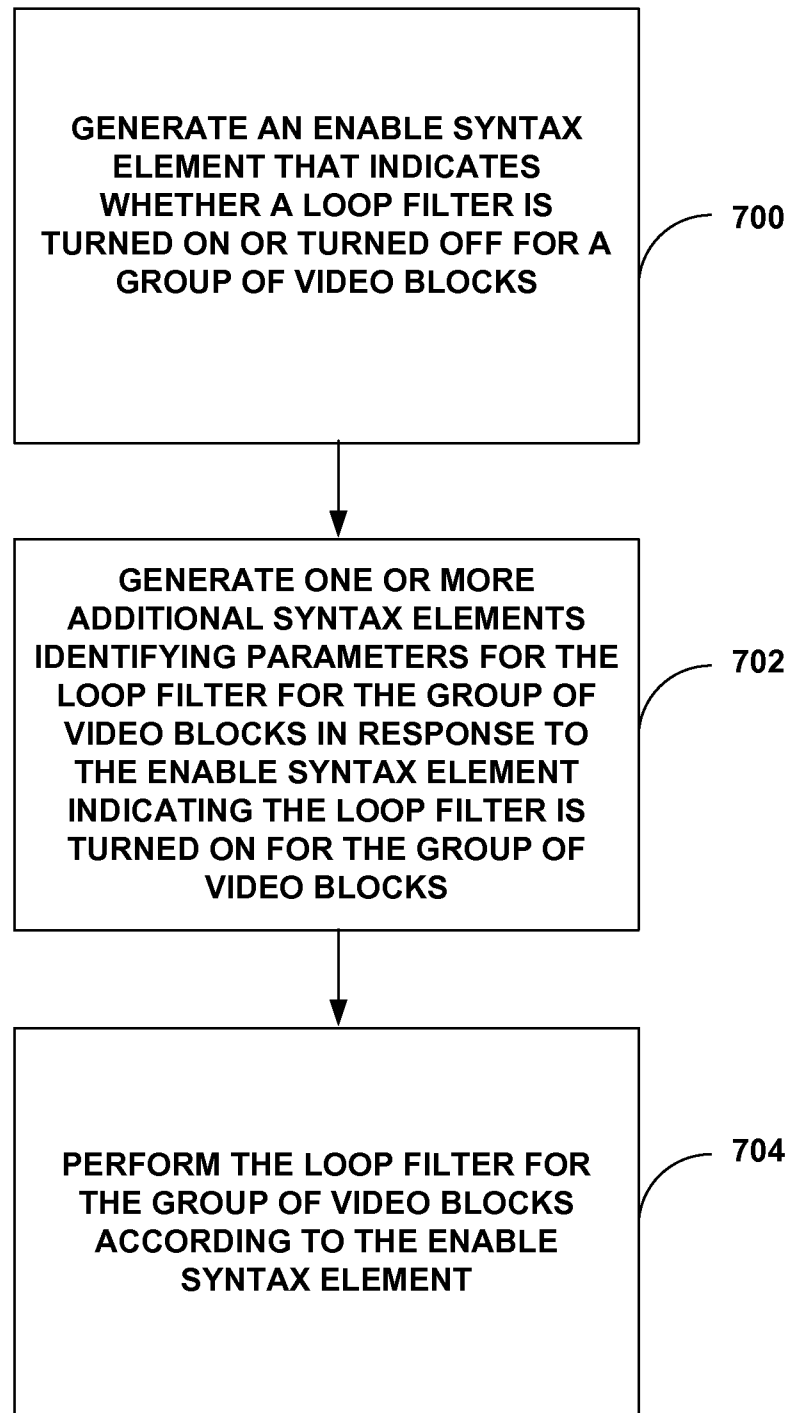 GENERATE AN ENABLE SYNTAX
ELEMENT THAT INDICATES
WHETHER A LOOP FILTER IS
TURNED ON OR TURNED OFF FOR A
GROUP OF VIDEO BLOCKS
700
GENERATE ONE OR MORE
ADDITIONAL SYNTAX ELEMENTS
IDENTIFYING PARAMETERS FOR THE
LOOP FILTER FOR THE GROUP OF
VIDEO BLOCKS IN RESPONSE TO
THE ENABLE SYNTAX ELEMENT
INDICATING THE LOOP FILTER IS
TURNED ON FOR THE GROUP OF
VIDEO BLOCKS
702
PERFORM THE LOOP FILTER FOR
THE GROUP OF VIDEO BLOCKS
ACCORDING TO THE ENABLE
SYNTAX ELEMENT
704